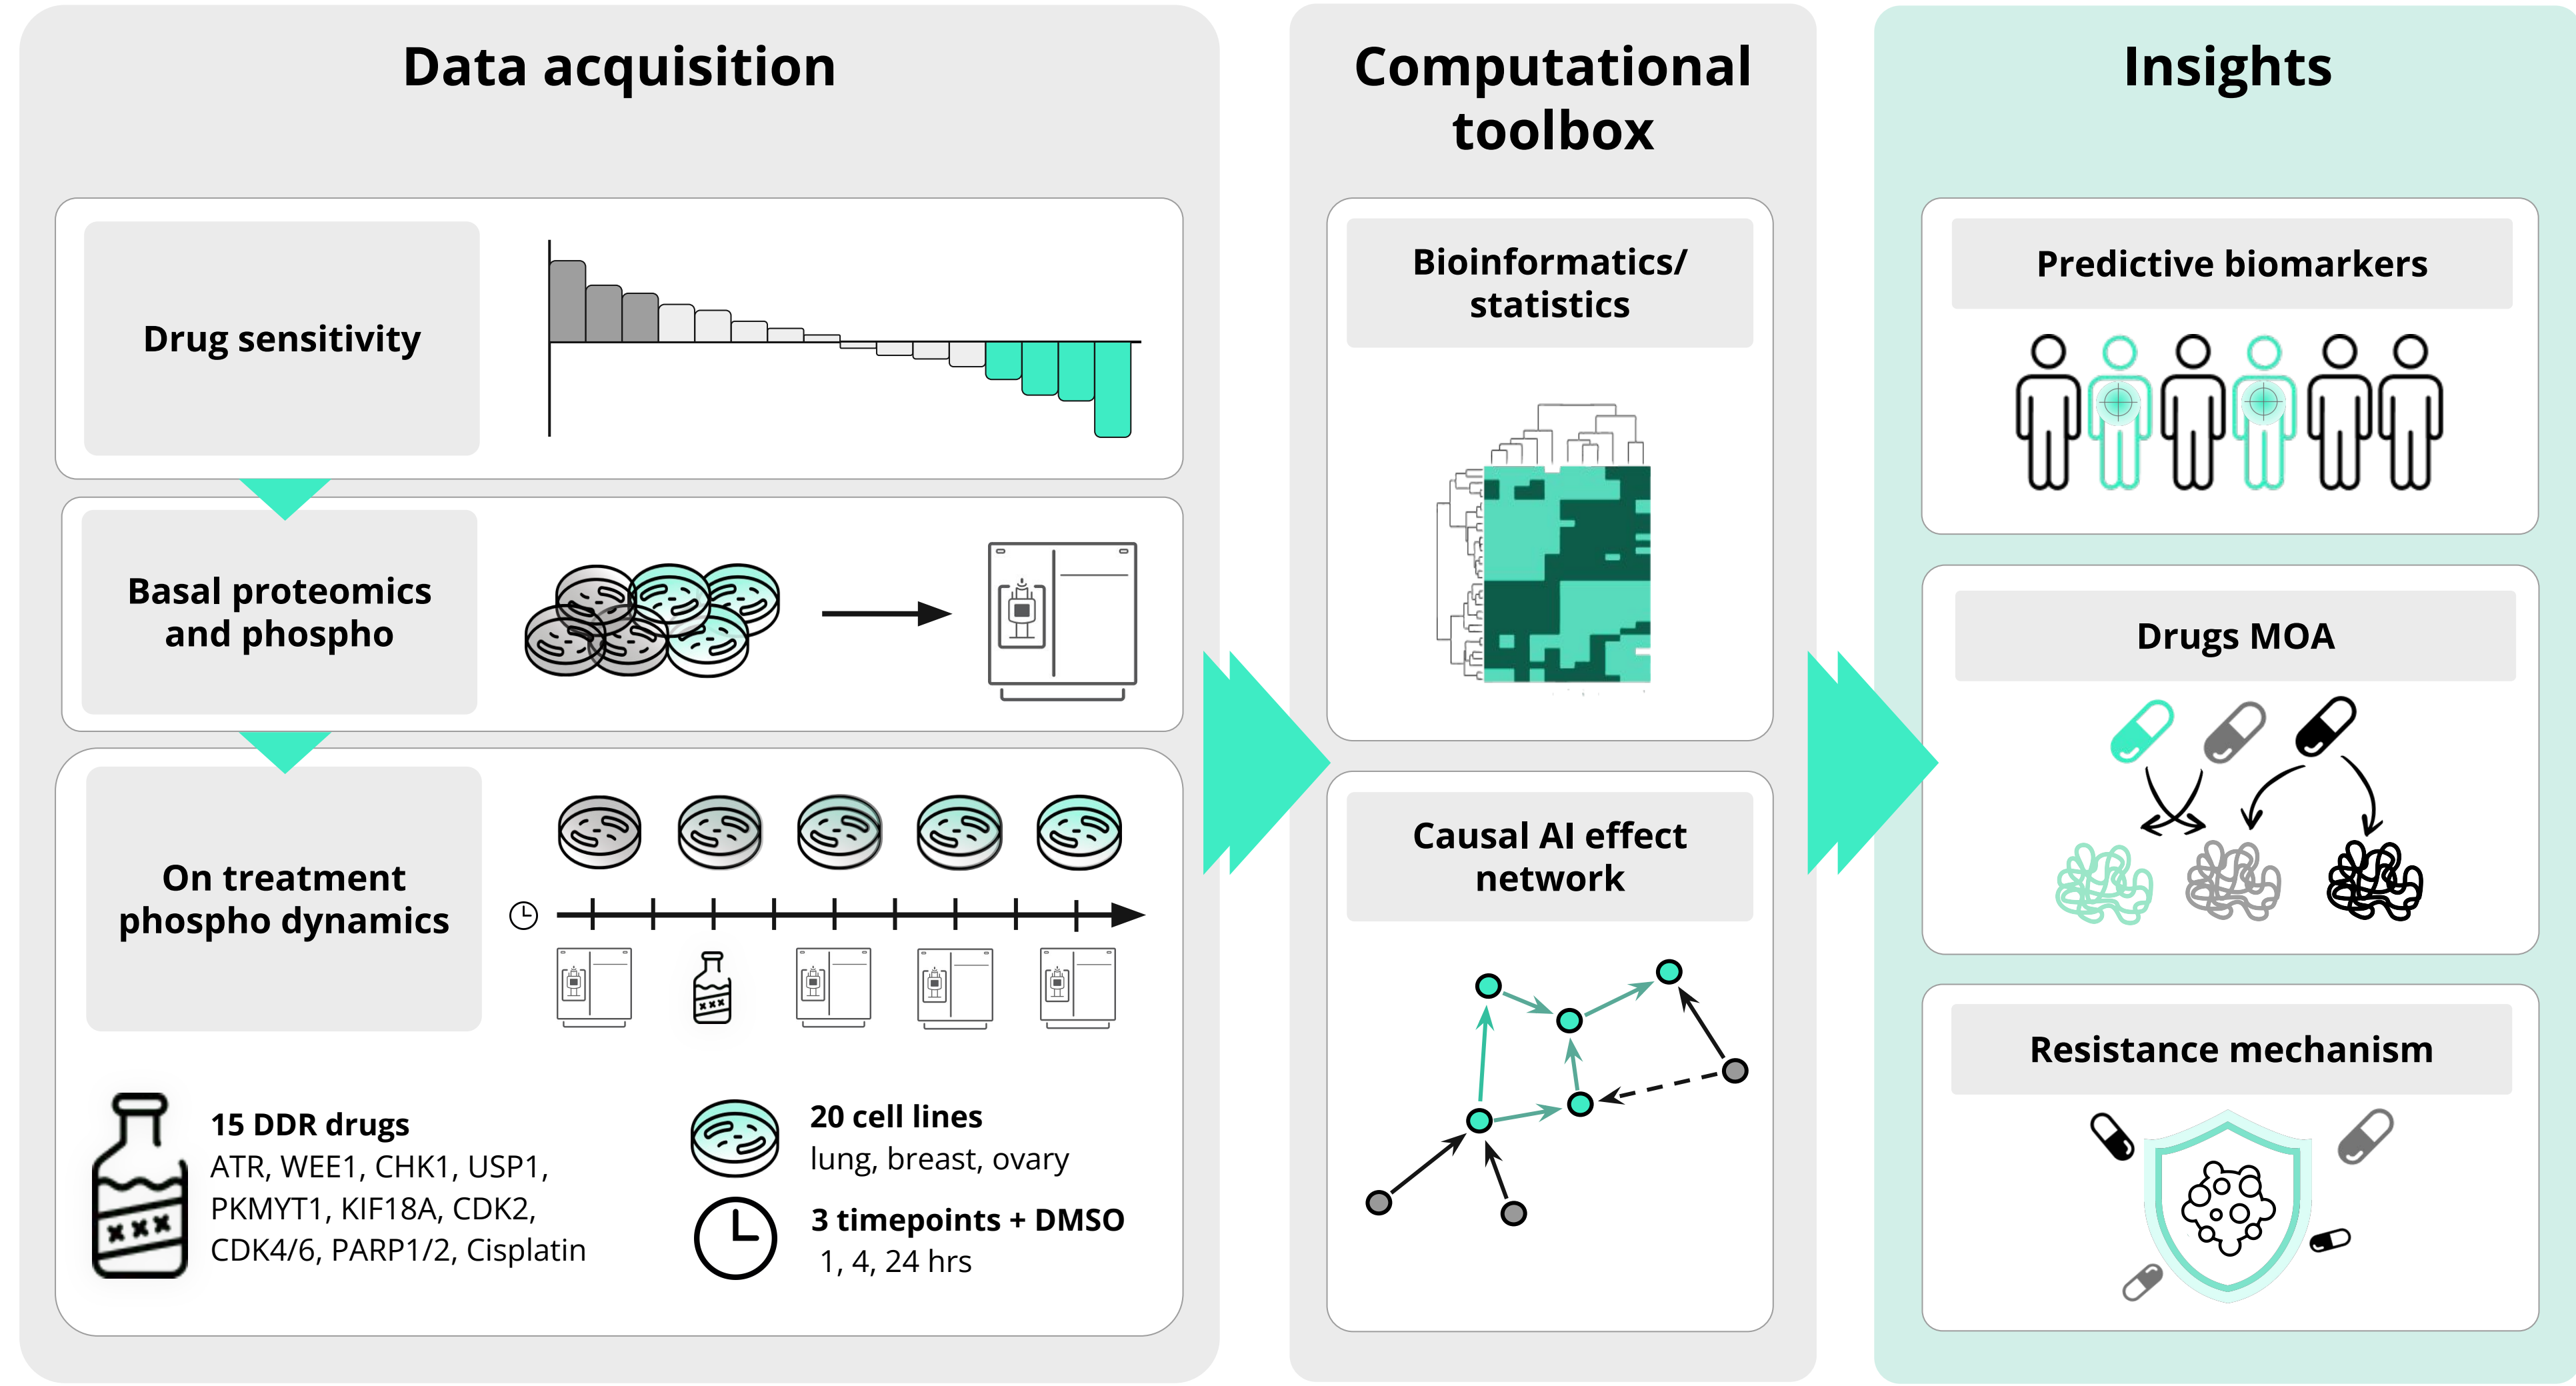 Data acquisition
Drug sensitivity
Basal proteomics
and phospho
On treatment
phospho dynamics
15 DDR drugs
ATR, WEE1, CHK1, USP1,
PKMYT1, KIF18A, CDK2,
CDK4/6, PARP1/2, Cisplatin
20 cell lines
lung, breast, ovary
3 timepoints + DMSO
1, 4, 24 hrs
Computational
toolbox
Bioinformatics/
statistics
Causal AI effect
network
Insights
Predictive biomarkers
Drugs MOA
Resistance mechanism